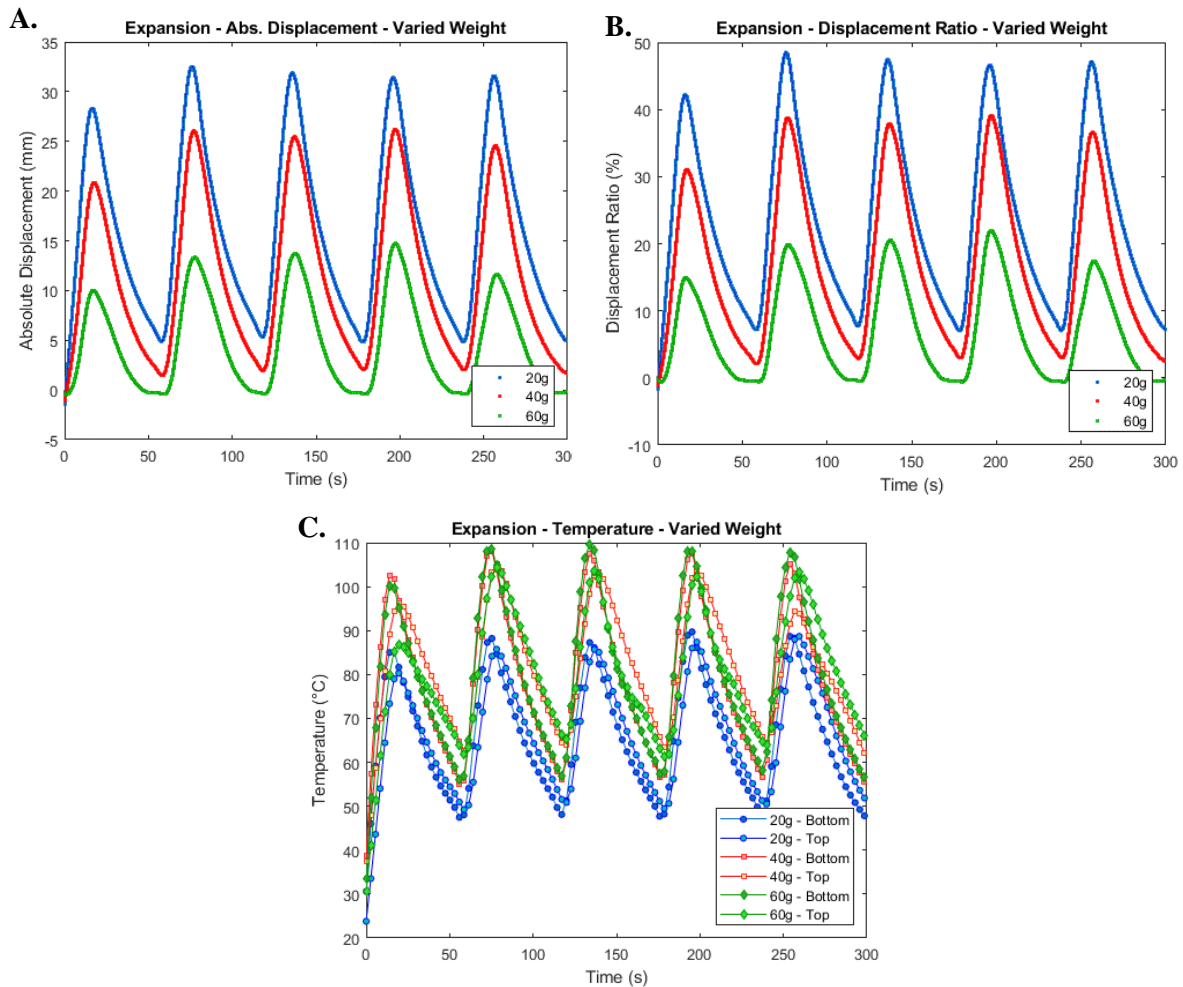 A.
Expansion - Abs. Displacement - Varied Weight
35
30
25
20
15
10
5
0
-5
Absolute Displacement (mm)
0 50 100 150 200 250 30
Time (s)
20g
40g
60g
B.
Expansion - Displacement Ratio - Varied Weight
50
40
30
20
10
0
-10
Displacement Ratio (%)
0 50 100 150 200 250 300
Time (s)
20g
40g
60g
C.
Expansion - Temperature - Varied Weight
110
100
90
80
70
60
50
40
30
20
Temperature (°C)
0 50 100 150 200 250 300
Time (s)
20g - Bottom
20g - Top
40g - Bottom
40g - Top
60g - Bottom
60g - Top